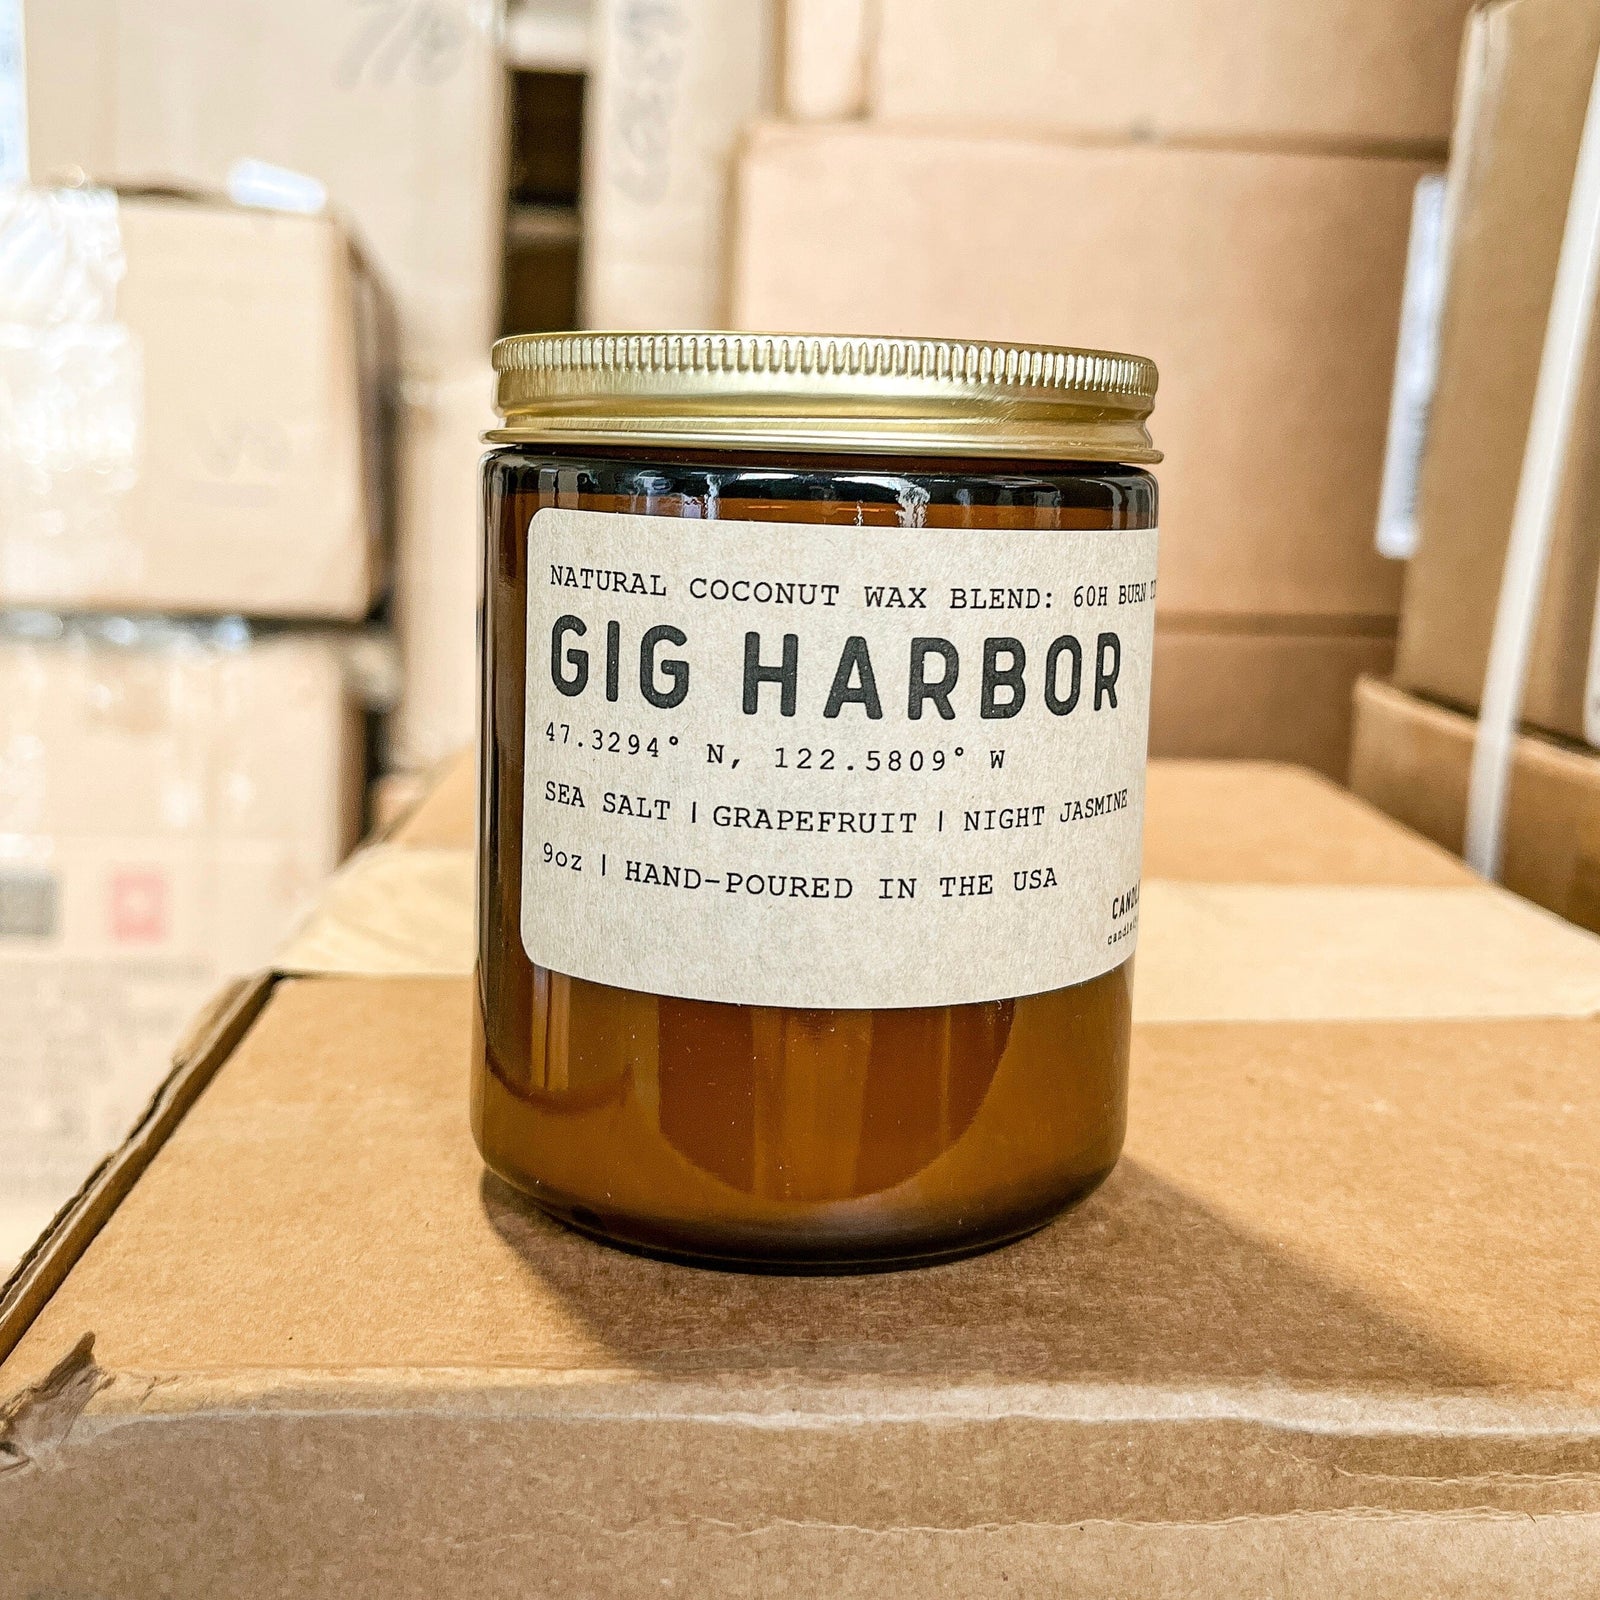 NATURAL COCONUT WAX BLEND: 60H BURN
GIG HARBOR
47.3294° N, 122.5809° W
SEA SALT | GRAPEFRUIT | NIGHT JASMINE
9oz | HAND-POURED IN THE USA